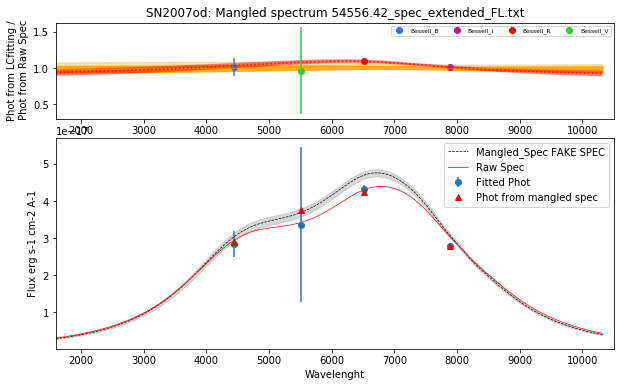 SN2007od: Mangled spectrum 54556.42_spec_extended_FL.txt
Phot from LCfitting /
Phot from Raw Spec
1.5
1.0
0.5
Bessell_B
Bessell_I
Bessell_R
Bessell_V
2000 3000 4000 5000 6000 7000 8000 9000 10000
Flux erg s-1 cm-2 A-1
5
4
3
2
1
Mangled_Spec FAKE SPEC
Raw Spec
Fitted Phot
Phot from mangled spec
2000 3000 4000 5000 6000 7000 8000 9000 10000
Wavelenght